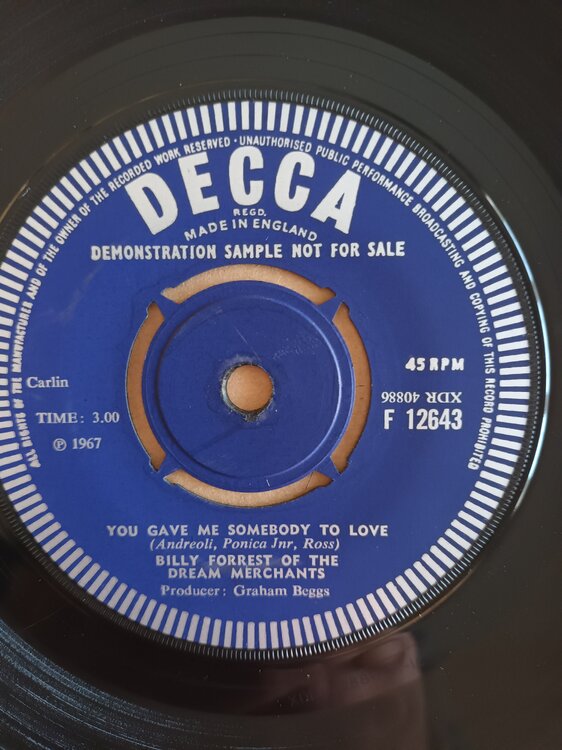 ALL RIGHTS OF THE MANUFACTURER AND OF THE OWNER OF THE RECORDED WORK RESERVED · UNAUTHORISED PUBLIC PERFORMANCE BROADCASTING AND COPYING OF THIS RECORD PROHIBITED
DECCA
REGD.
MADE IN ENGLAND
DEMONSTRATION SAMPLE NOT FOR SALE
45 RPM
Carlin
XDR 40886
TIME: 3.00
F 12643
℗ 1967
YOU GAVE ME SOMEBODY TO LOVE
(Andreoli, Ponica Jnr, Ross)
BILLY FORREST OF THE
DREAM MERCHANTS
Producer: Graham Beggs